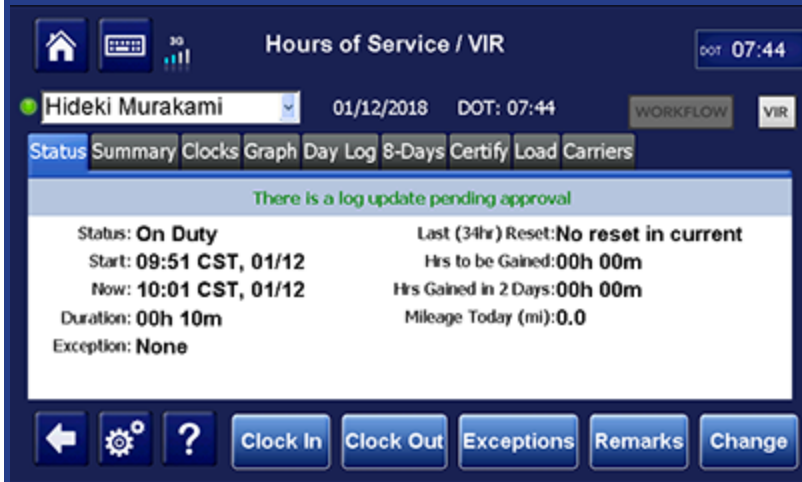 3G
Hours of Service / VIR
DOT 07:44
Hideki Murakami
01/12/2018 DOT: 07:44
WORKFLOW
VIR
Status Summary Clocks Graph Day Log 8-Days Certify Load Carriers
There is a log update pending approval
Status: On Duty
Start: 09:51 CST, 01/12
Now: 10:01 CST, 01/12
Duration: 00h 10m
Exception: None
Last (34hr) Reset:No reset in current
Hrs to be Gained:00h 00m
Hrs Gained in 2 Days:00h 00m
Mileage Today (mi):0.0
? Clock In Clock Out Exceptions Remarks Change